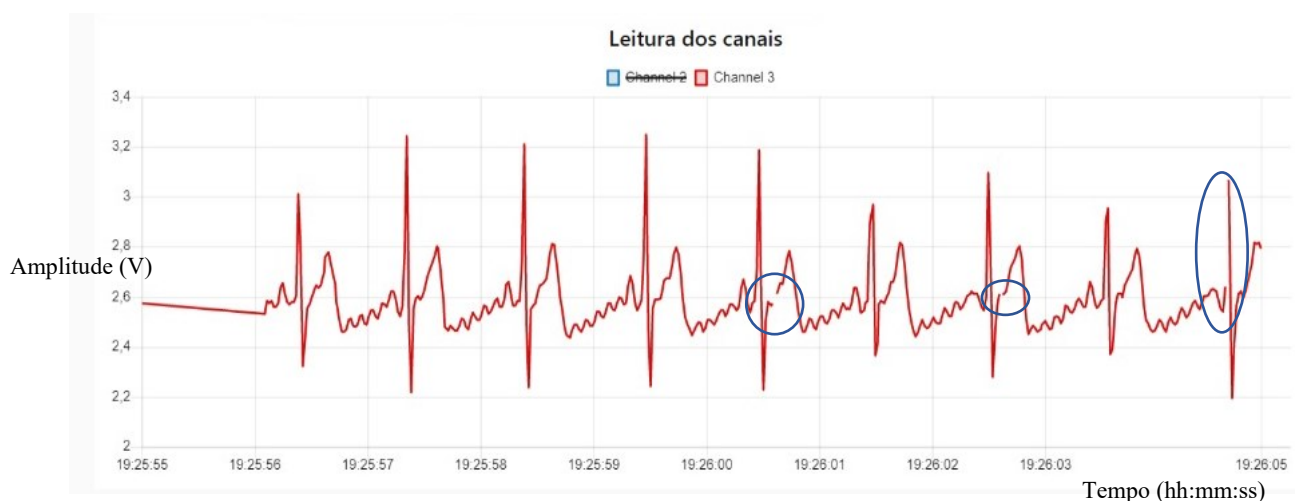 Leitura dos canais
Channel 2 Channel 3
3,4
3,2
3
2,8
Amplitude (V)
2,6
2,4
2,2
2
19:25:55 19:25:56 19:25:57 19:25:58 19:25:59 19:26:00 19:26:01 19:26:02 19:26:03 19:26:05
Tempo (hh:mm:ss)